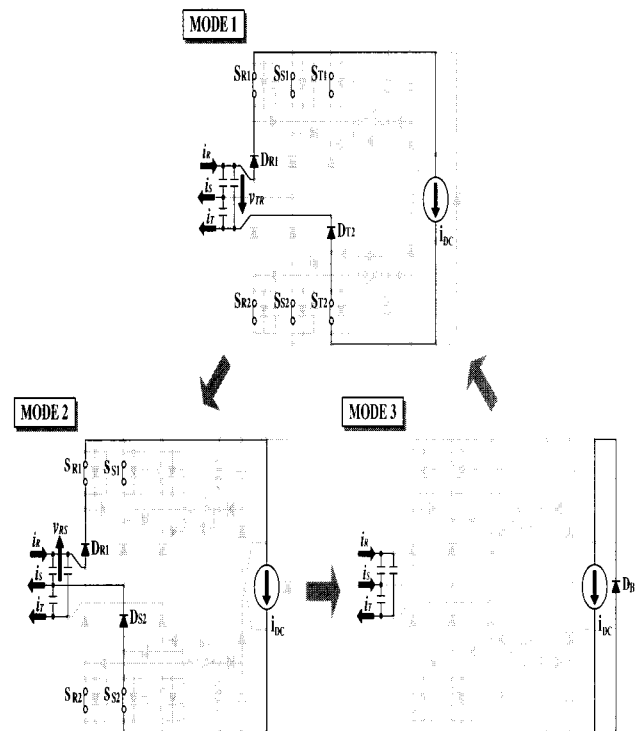 MODE 1
SR1 SS1 ST1
iR DR1
iS vTR
iT DT2
iDC
SR2 SS2 ST2
MODE 2
SR1 SS1
vRS
iR DR1
iS
iT DS2
iDC
SR2 SS2
MODE 3
iR
iS
iT
DB
iDC